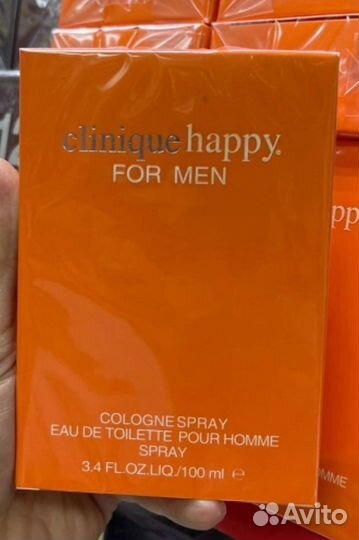 clinique happy.
FOR MEN
COLOGNE SPRAY
EAU DE TOILETTE POUR HOMME
SPRAY
3.4 FL.OZ.LIQ./100 ml ℮
Avito